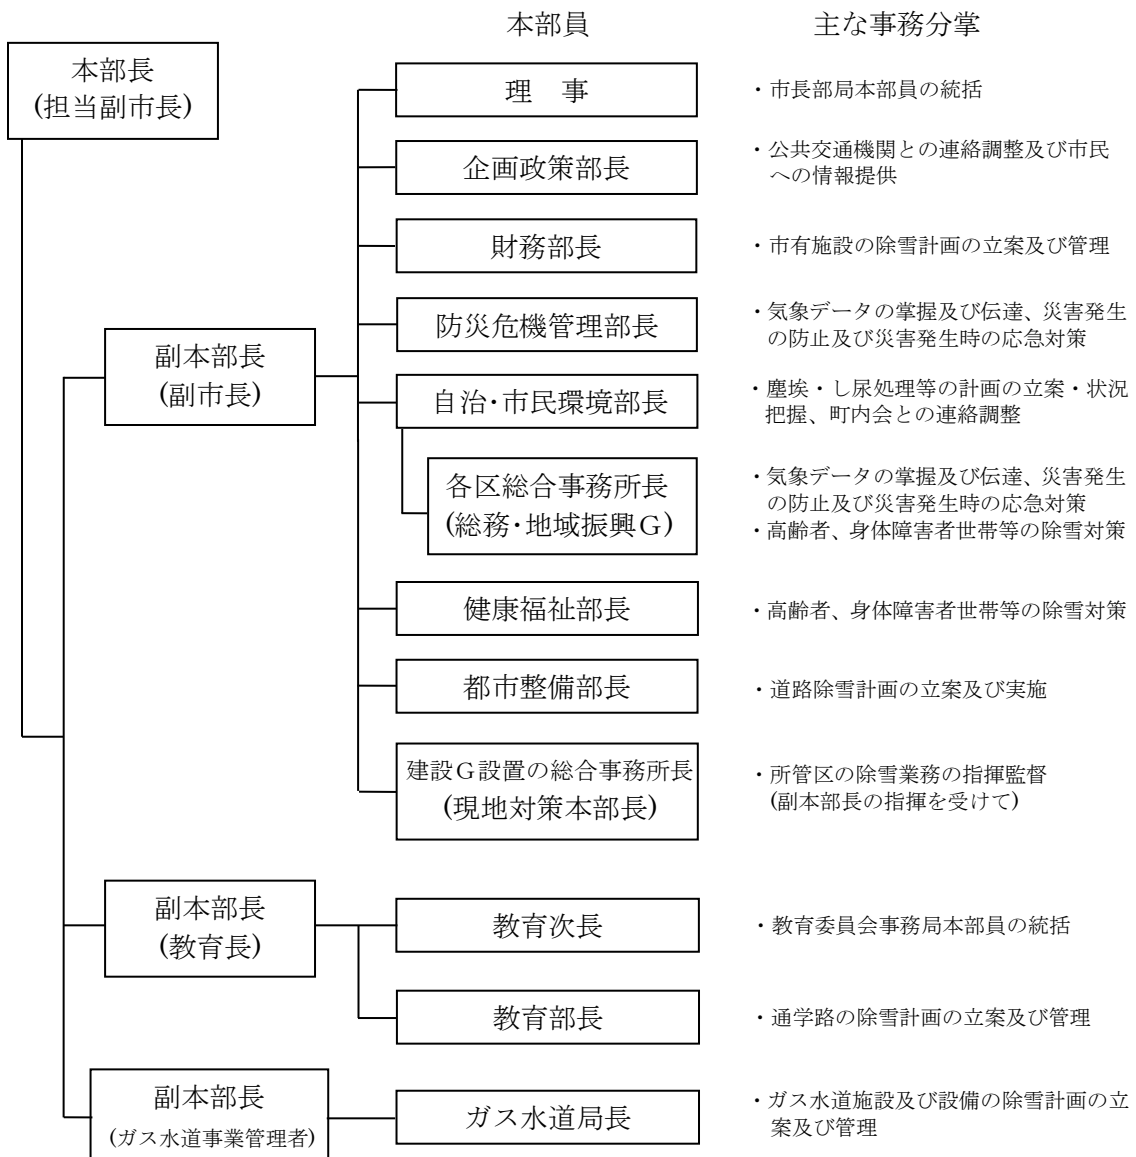 本部員
主な事務分掌
本部長
(担当副市長)
理　事
・市長部局本部員の統括
企画政策部長
・公共交通機関との連絡調整及び市民
への情報提供
財務部長
・市有施設の除雪計画の立案及び管理
防災危機管理部長
・気象データの掌握及び伝達、災害発生
の防止及び災害発生時の応急対策
副本部長
(副市長)
自治・市民環境部長
・塵埃・し尿処理等の計画の立案・状況
把握、町内会との連絡調整
各区総合事務所長
(総務・地域振興Ｇ)
・気象データの掌握及び伝達、災害発生
の防止及び災害発生時の応急対策
・高齢者、身体障害者世帯等の除雪対策
健康福祉部長
・高齢者、身体障害者世帯等の除雪対策
都市整備部長
・道路除雪計画の立案及び実施
建設Ｇ設置の総合事務所長
(現地対策本部長)
・所管区の除雪業務の指揮監督
(副本部長の指揮を受けて)
副本部長
(教育長)
教育次長
・教育委員会事務局本部員の統括
教育部長
・通学路の除雪計画の立案及び管理
副本部長
(ガス水道事業管理者)
ガス水道局長
・ガス水道施設及び設備の除雪計画の立
案及び管理